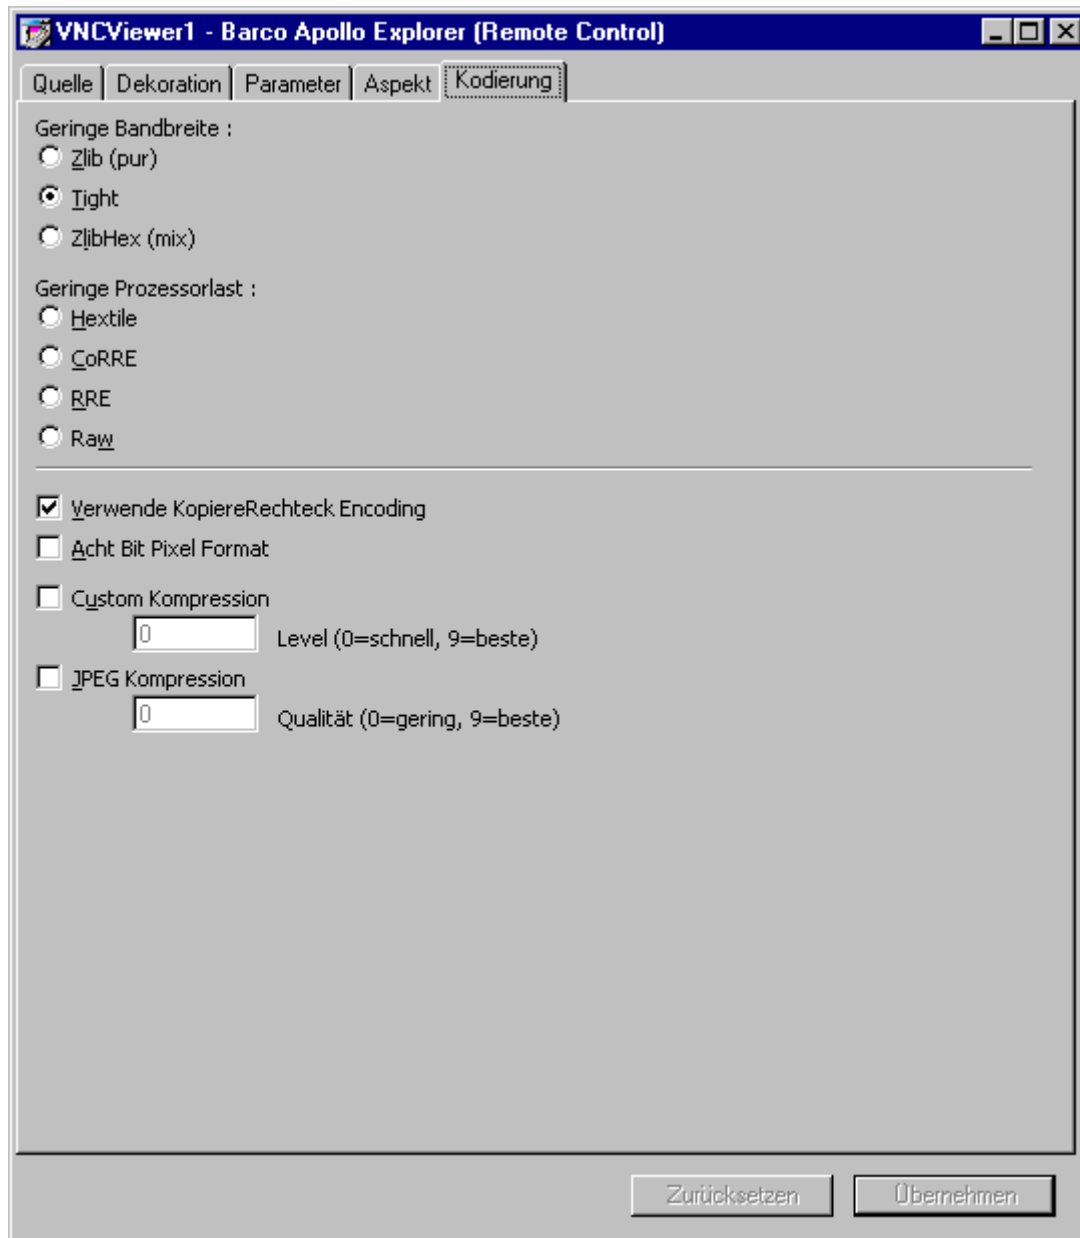 VNCViewer1 - Barco Apollo Explorer (Remote Control)
Quelle Dekoration Parameter Aspekt Kodierung
Geringe Bandbreite :
Zlib (pur)
Tight
ZlibHex (mix)
Geringe Prozessorlast :
Hextile
CoRRE
RRE
Raw
Verwende KopiereRechteck Encoding
Acht Bit Pixel Format
Custom Kompression
0 Level (0=schnell, 9=beste)
JPEG Kompression
0 Qualität (0=gering, 9=beste)
Zurücksetzen Übernehmen